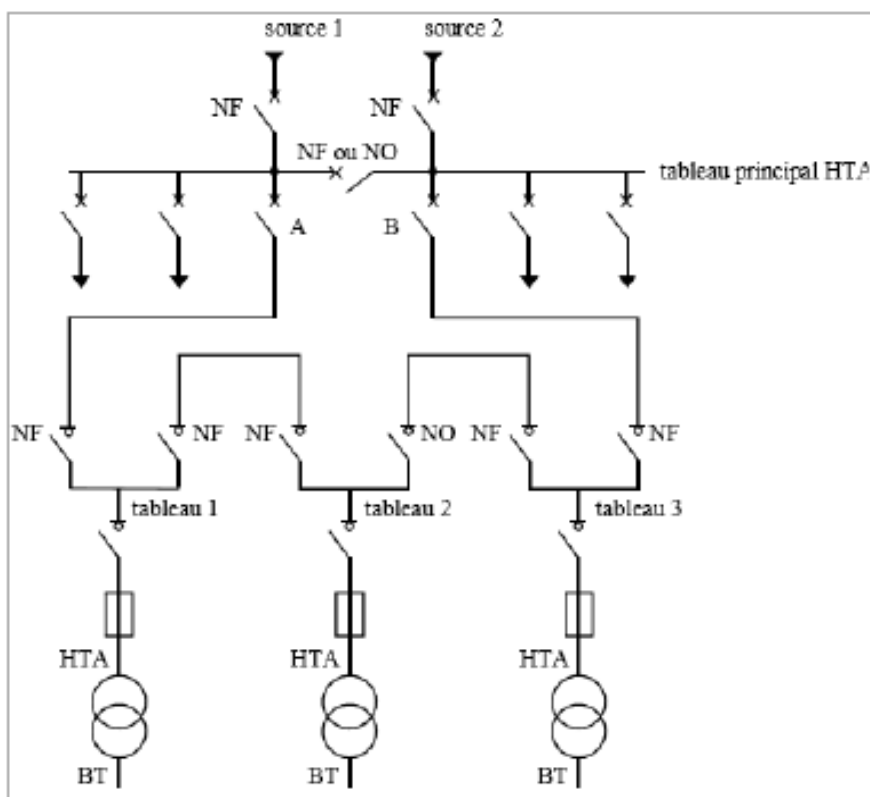 source 1 source 2
NF NF
NF ou NO
tableau principal HTA
A B
NF NF NF NO NF NF
tableau 1 tableau 2 tableau 3
HTA HTA HTA
BT BT BT